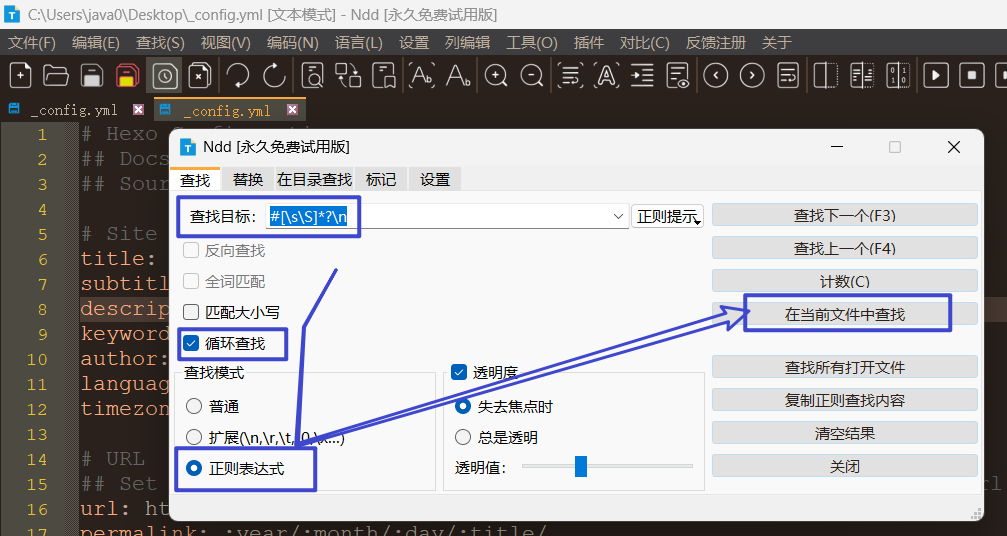 C:\Users\java0\Desktop\_config.yml [文本模式] - Ndd [永久免费试用版]
文件(F) 编辑(E) 查找(S) 视图(V) 编码(N) 语言(L) 设置 列编辑 工具(O) 插件 对比(C) 反馈注册 关于
_config.yml _config.yml
1 # Hexo
2 ## Docs
3 ## Sour
4
5 # Site
6 title:
7 subtitl
8 descrip
9 keyword
10 author:
11 languag
12 timezon
13
14 # URL
15 ## Set
16 url: ht
17 permalink: :year/:month/:day/:title/
Ndd [永久免费试用版]
查找 替换 在目录查找 标记 设置
查找目标: #[\s\S]*?\n 正则提示
反向查找
全词匹配
匹配大小写
循环查找
查找模式
普通
扩展(\n,\r,\t,\0,\x...)
正则表达式
透明度
失去焦点时
总是透明
透明值:
查找下一个(F3)
查找上一个(F4)
计数(C)
在当前文件中查找
查找所有打开文件
复制正则查找内容
清空结果
关闭